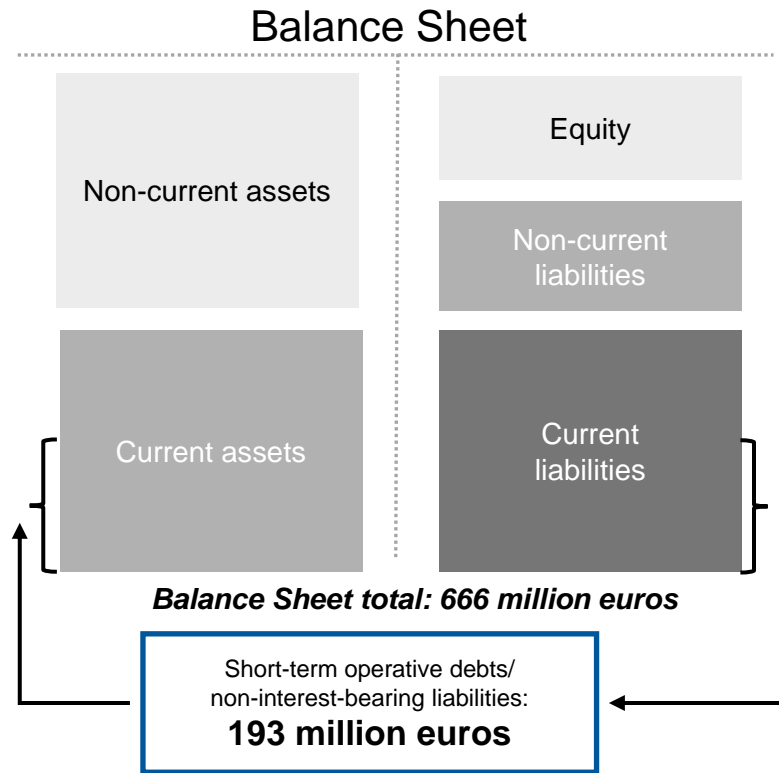 Balance Sheet
Non-current assets
Equity
Non-current
liabilities
Current assets
Current
liabilities
Balance Sheet total: 666 million euros
Short-term operative debts/
non-interest-bearing liabilities:
193 million euros